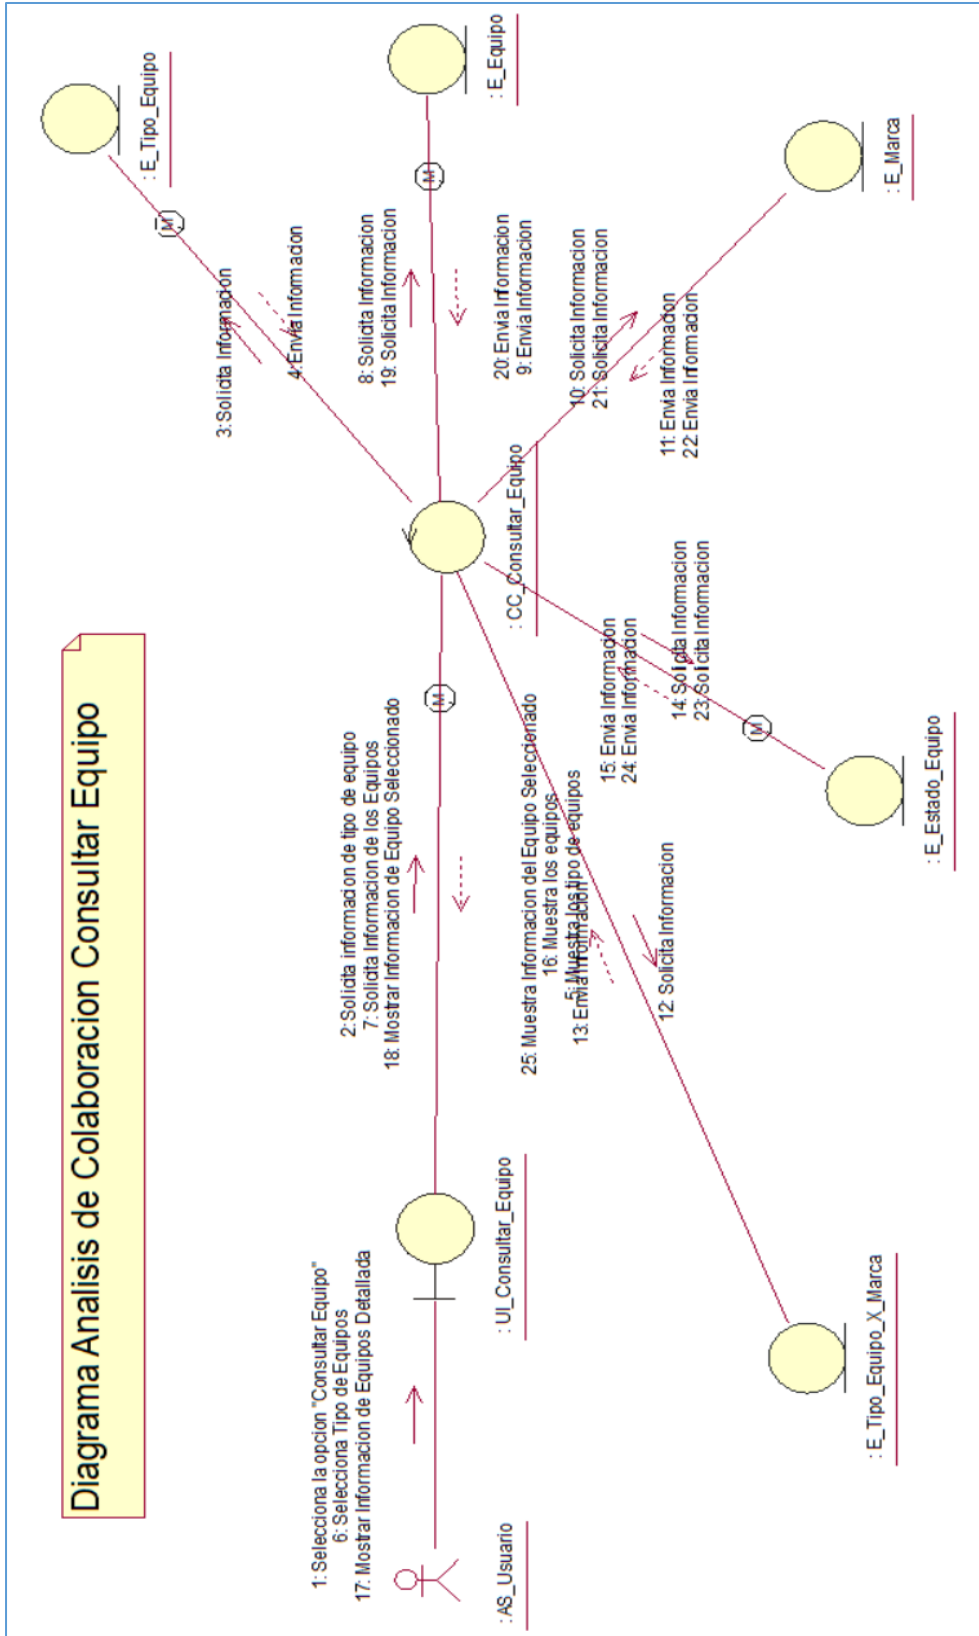 Diagrama Analisis de Colaboracion Consultar Equipo
1: Selecciona la opcion "Consultar Equipo"
6: Selecciona Tipo de Equipos
17: Mostrar Informacion de Equipos Detallada
: AS_Usuario
: UI_Consultar_Equipo
2: Solicita informacion de tipo de equipo
7: Solicita Informacion de los Equipos
18: Mostrar Informacion de Equipo Seleccionado
M
25: Muestra Informacion del Equipo Seleccionado
16: Muestra los equipos
5: Muestra los tipo de equipos
: CC_Consultar_Equipo
3: Solicita Informacion
4: Envia Informacion
M
: E_Tipo_Equipo
8: Solicita Informacion
19: Solicita Informacion
20: Envia Informacion
9: Envia Informacion
M
: E_Equipo
10: Solicita Informacion
21: Solicita Informacion
11: Envia Informacion
22: Envia Informacion
: E_Marca
15: Envia Informacion
24: Envia Informacion
14: Solicita Informacion
23: Solicita Informacion
M
: E_Estado_Equipo
13: Envia Informacion
12: Solicita Informacion
: E_Tipo_Equipo_X_Marca